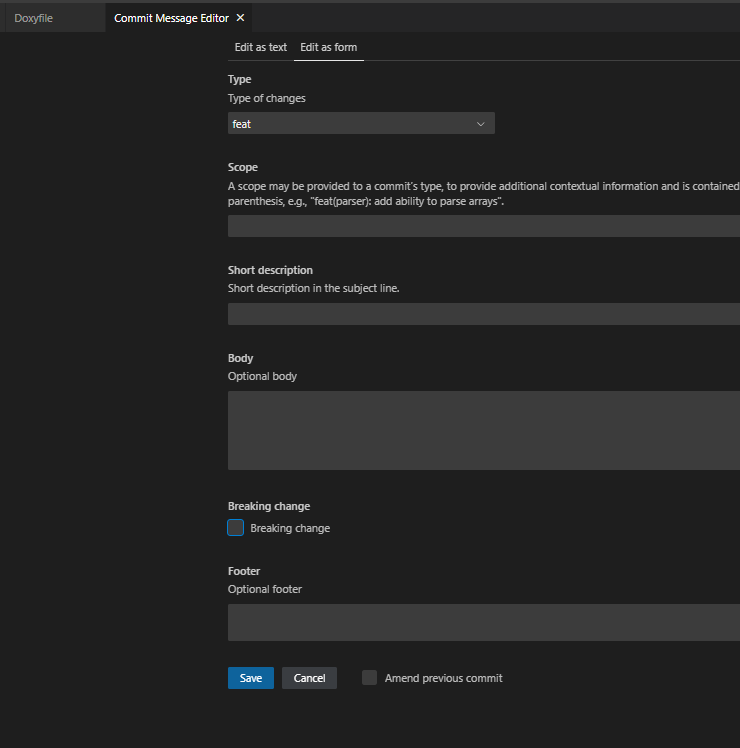 Doxyfile
Commit Message Editor
Edit as text
Edit as form
Type
Type of changes
feat
Scope
A scope may be provided to a commit's type, to provide additional contextual information and is contained
parenthesis, e.g., "feat(parser): add ability to parse arrays".
Short description
Short description in the subject line.
Body
Optional body
Breaking change
Breaking change
Footer
Optional footer
Save
Cancel
Amend previous commit